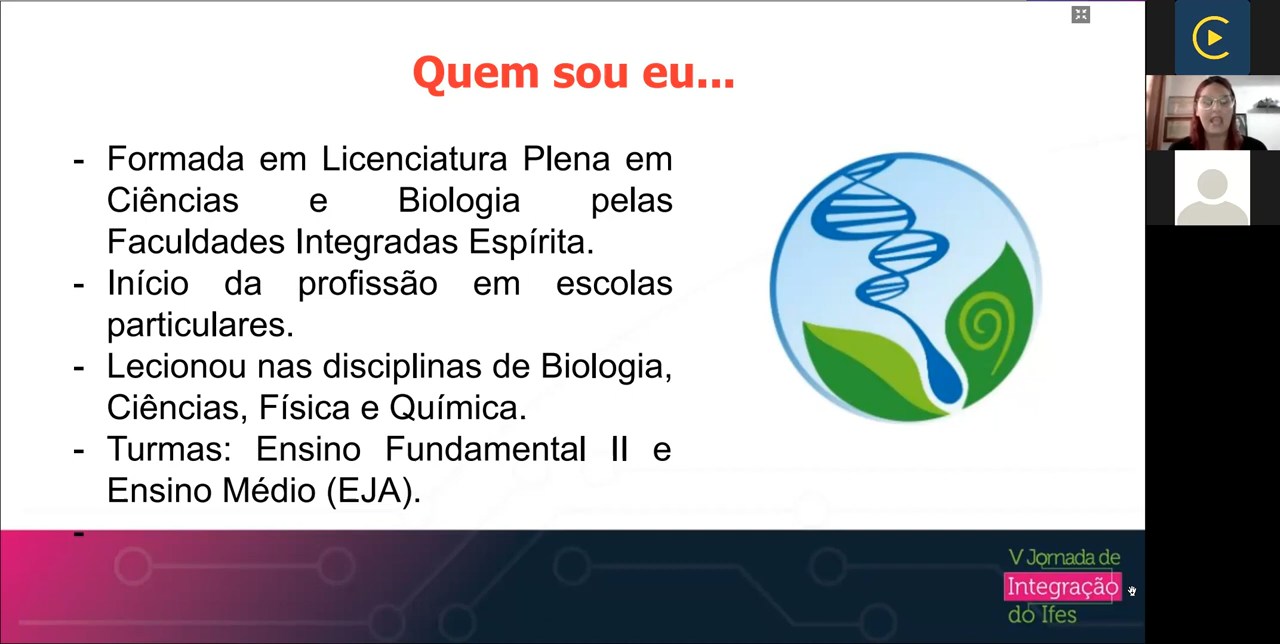 Quem sou eu...
- Formada em Licenciatura Plena em
Ciências e Biologia pelas
Faculdades Integradas Espírita.
- Início da profissão em escolas
particulares.
- Lecionou nas disciplinas de Biologia,
Ciências, Física e Química.
- Turmas: Ensino Fundamental II e
Ensino Médio (EJA).
-
V Jornada de
Integração
do Ifes